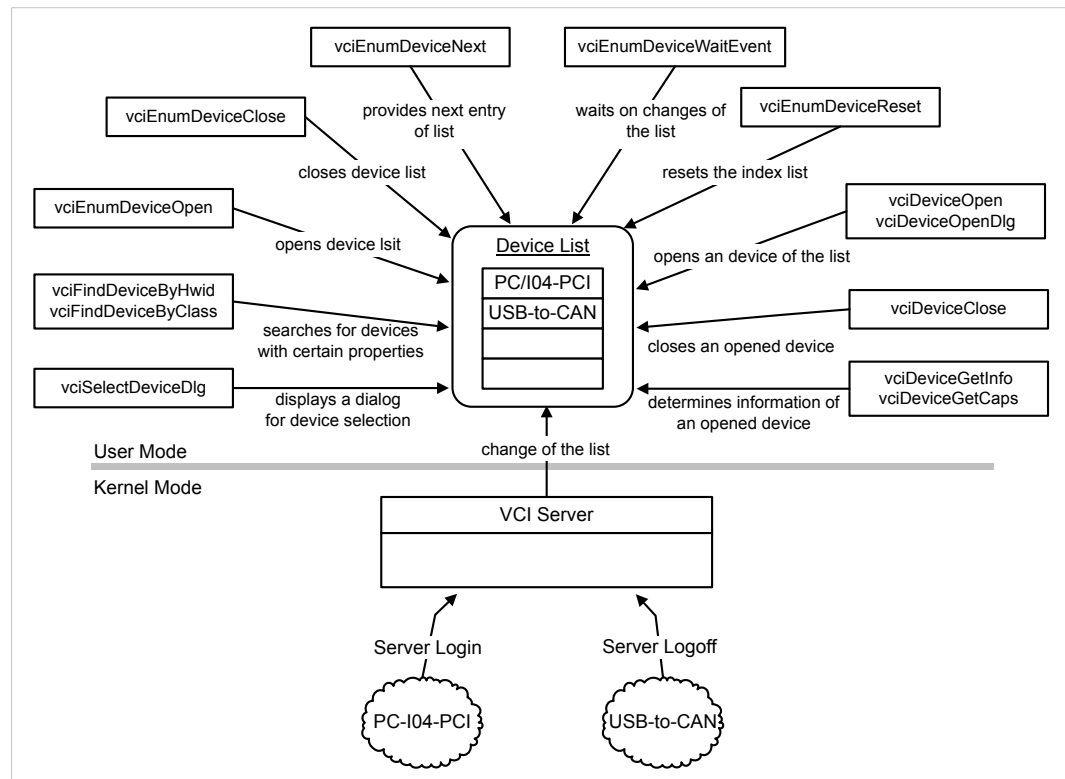 vciEnumDeviceNext
vciEnumDeviceWaitEvent
vciEnumDeviceClose
provides next entry
of list
waits on changes of
the list
vciEnumDeviceReset
closes device list
resets the index list
vciEnumDeviceOpen
vciDeviceOpen
vciDeviceOpenDlg
opens device lsit
Device List
opens an device of the list
PC/I04-PCI
USB-to-CAN
vciFindDeviceByHwid
vciFindDeviceByClass
vciDeviceClose
searches for devices
with certain properties
closes an opened device
vciSelectDeviceDlg
displays a dialog
for device selection
determines information of
an opened device
vciDeviceGetInfo
vciDeviceGetCaps
User Mode
change of the list
Kernel Mode
VCI Server
Server Login
Server Logoff
PC-I04-PCI
USB-to-CAN